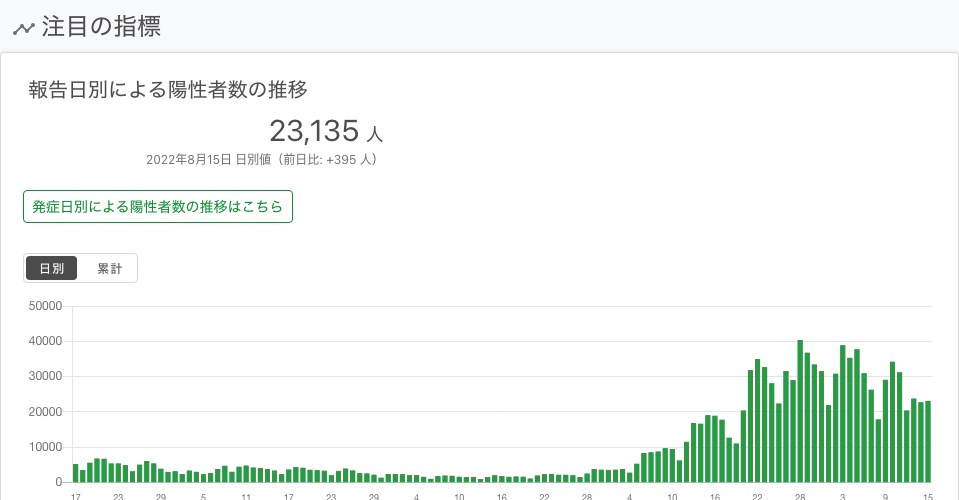 注目の指標
報告日別による陽性者数の推移
23,135 人
2022年8月15日 日別値（前日比: +395 人）
発症日別による陽性者数の推移はこちら
日別 累計
50000
40000
30000
20000
10000
0
17 23 29 5 11 17 23 29 4 10 16 22 28 4 10 16 22 28 3 9 15